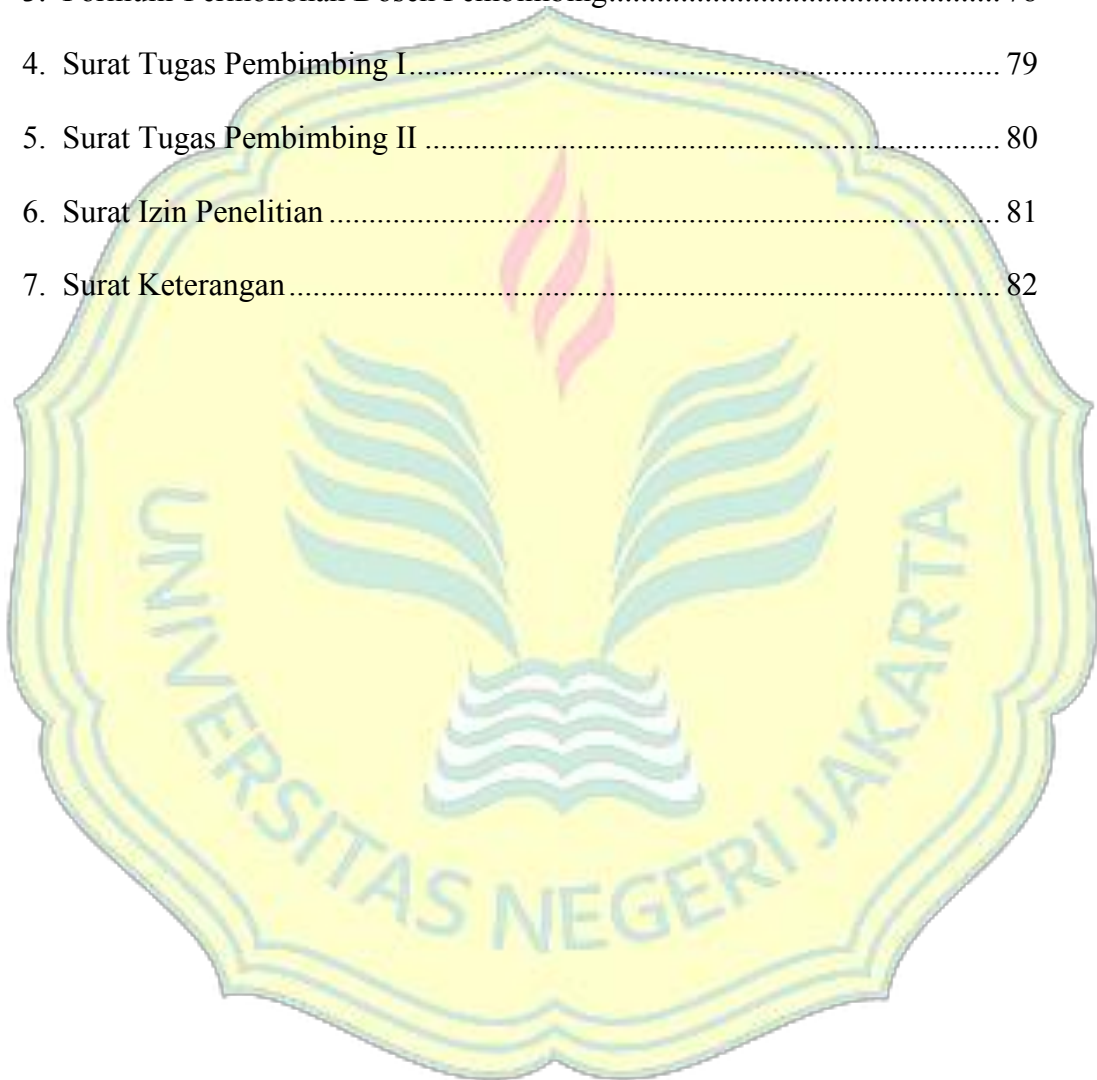 4. Surat Tugas Pembimbing I........................................................................... 79
5. Surat Tugas Pembimbing II ......................................................................... 80
6. Surat Izin Penelitian ..................................................................................... 81
7. Surat Keterangan .......................................................................................... 82
UNIVERSITAS NEGERI JAKARTA